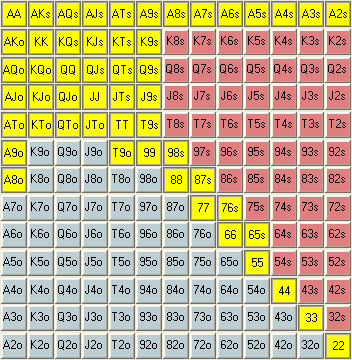 AA AKs AQs AJs ATs A9s A8s A7s A6s A5s A4s A3s A2s
AKo KK KQs KJs KTs K9s K8s K7s K6s K5s K4s K3s K2s
AQo KQo QQ QJs QTs Q9s Q8s Q7s Q6s Q5s Q4s Q3s Q2s
AJo KJo QJo JJ JTs J9s J8s J7s J6s J5s J4s J3s J2s
ATo KTo QTo JTo TT T9s T8s T7s T6s T5s T4s T3s T2s
A9o K9o Q9o J9o T9o 99 98s 97s 96s 95s 94s 93s 92s
A8o K8o Q8o J8o T8o 98o 88 87s 86s 85s 84s 83s 82s
A7o K7o Q7o J7o T7o 97o 87o 77 76s 75s 74s 73s 72s
A6o K6o Q6o J6o T6o 96o 86o 76o 66 65s 64s 63s 62s
A5o K5o Q5o J5o T5o 95o 85o 75o 65o 55 54s 53s 52s
A4o K4o Q4o J4o T4o 94o 84o 74o 64o 54o 44 43s 42s
A3o K3o Q3o J3o T3o 93o 83o 73o 63o 53o 43o 33 32s
A2o K2o Q2o J2o T2o 92o 82o 72o 62o 52o 42o 32o 22